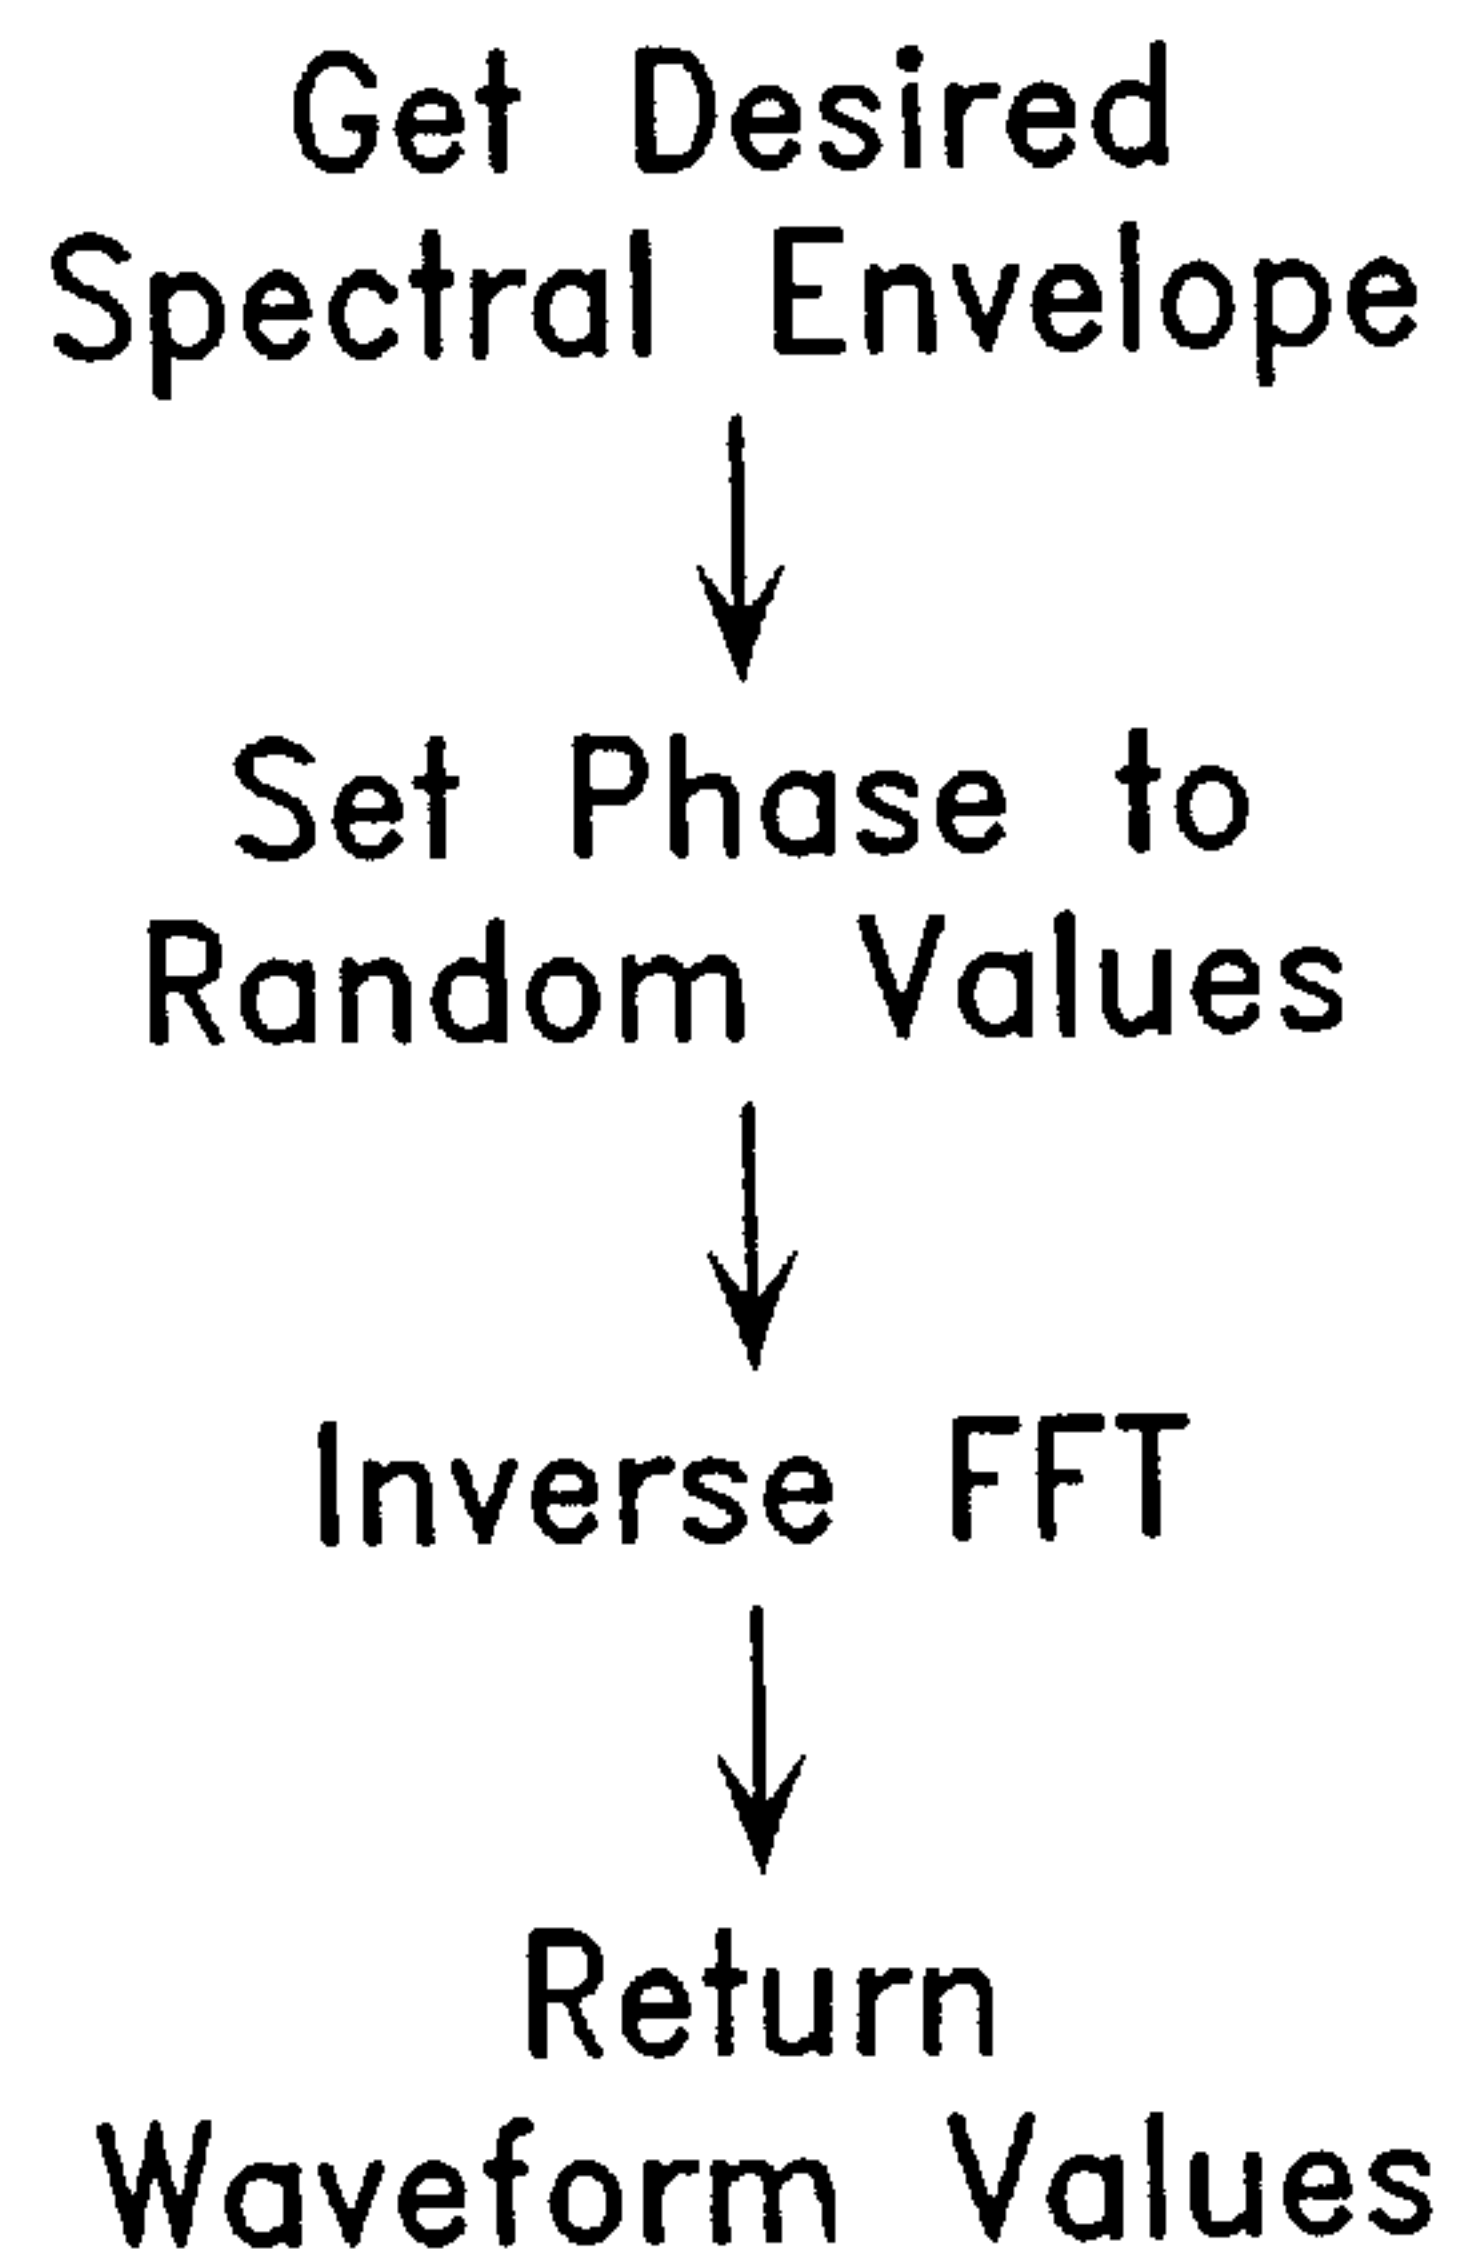 Get Desired
Spectral Envelope
Set Phase to
Random Values
Inverse FFT
Return
Waveform Values